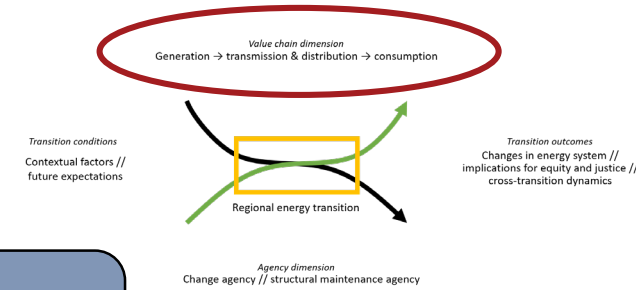 Value chain dimension
Generation → transmission & distribution → consumption
Transition conditions
Contextual factors //
future expectations
Transition outcomes
Changes in energy system //
implications for equity and justice //
cross-transition dynamics
Regional energy transition
Agency dimension
Change agency // structural maintenance agency